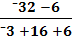 ⁻32 − 6
⁻3 + 16 + 6